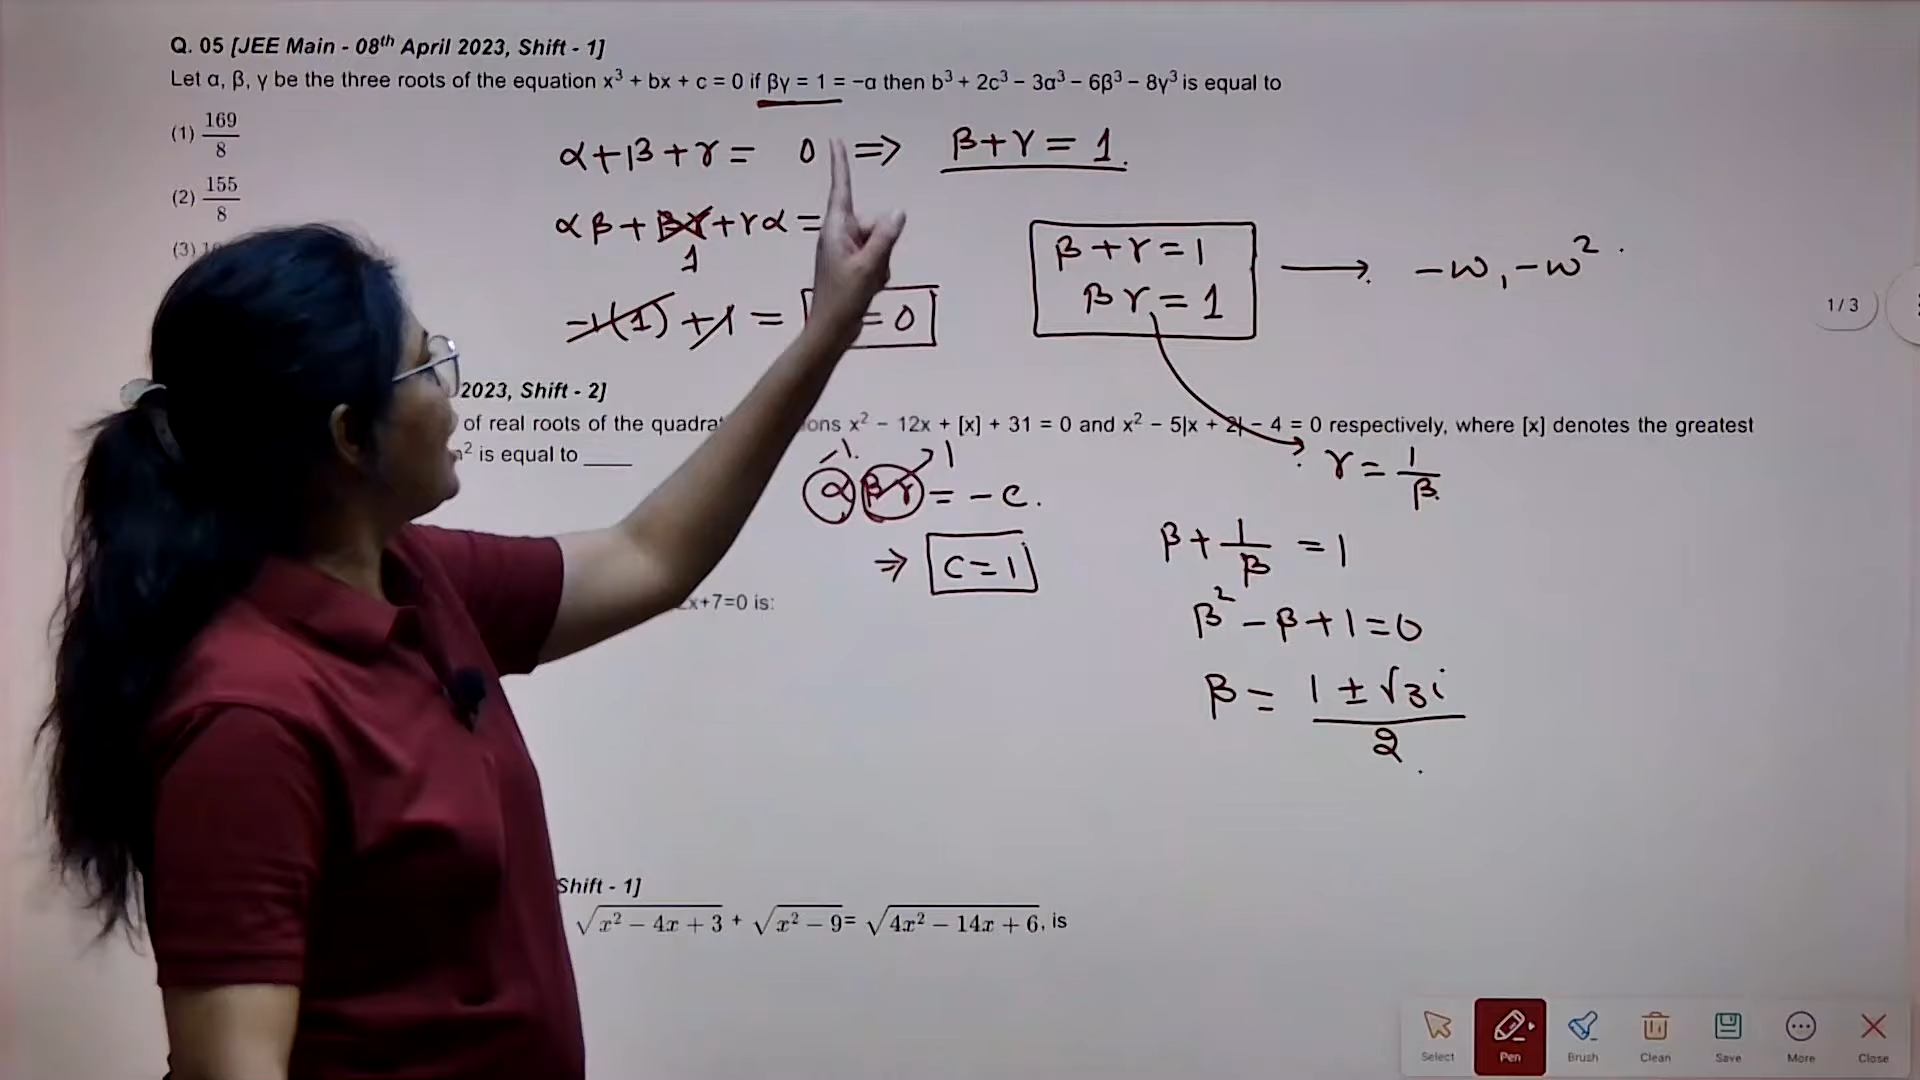 Q. 05 [JEE Main - 08th April 2023, Shift - 1]
Let α, β, γ be the three roots of the equation x³ + bx + c = 0 if βγ = 1 = −α then b³ + 2c³ − 3α³ − 6β³ − 8γ³ is equal to
(1) 169/8
(2) 155/8
(3)
α+β+γ = 0 ⇒ β+γ = 1.
αβ + βγ + γα =
1
-1(1) + 1 = = 0
β+γ=1
βγ=1
→ -ω, -ω².
1 / 3
2023, Shift - 2]
of real roots of the quadra ons x² − 12x + [x] + 31 = 0 and x² − 5|x + 2| − 4 = 0 respectively, where [x] denotes the greatest
² is equal to ____
-1. 1
αβγ = -c.
⇒ c=1
γ = 1/β
β + 1/β = 1
β² - β + 1 = 0
β = (1 ± √3i)/2
x+7=0 is:
Shift - 1]
√(x² − 4x + 3) + √(x² − 9) = √(4x² − 14x + 6), is
Select Pen Brush Clean Save More Close